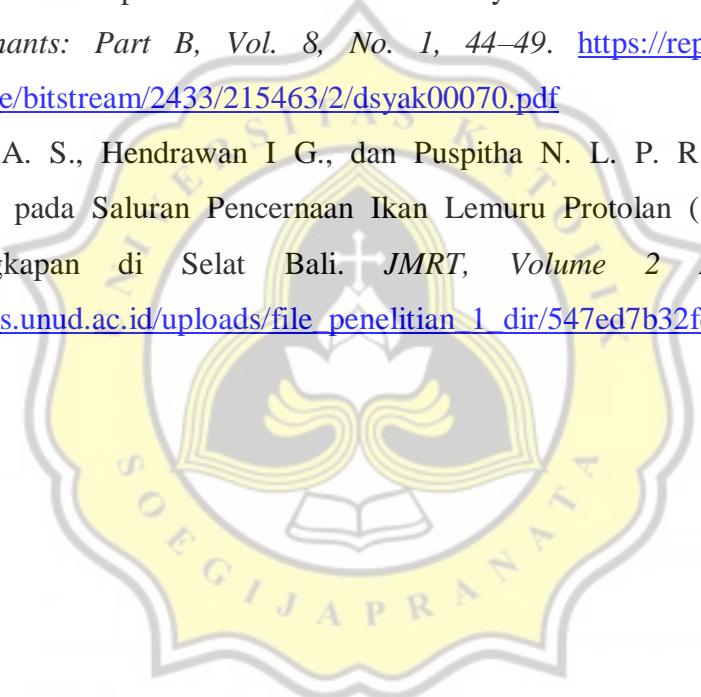 nants: Part B, Vol. 8, No. 1, 44–49. https://rep
e/bitstream/2433/215463/2/dsyak00070.pdf
A. S., Hendrawan I G., dan Puspitha N. L. P. R.
pada Saluran Pencernaan Ikan Lemuru Protolan (
gkapan di Selat Bali. JMRT, Volume 2
s.unud.ac.id/uploads/file_penelitian_1_dir/547ed7b32f
UNIVERSITAS KATOLIK
SOEGIJAPRANATA